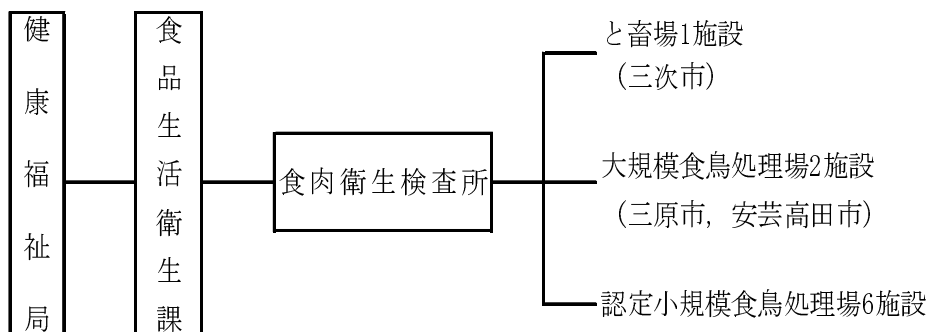 健康福祉局
食品生活衛生課
食肉衛生検査所
と畜場1施設
（三次市）
大規模食鳥処理場2施設
（三原市，安芸高田市）
認定小規模食鳥処理場6施設